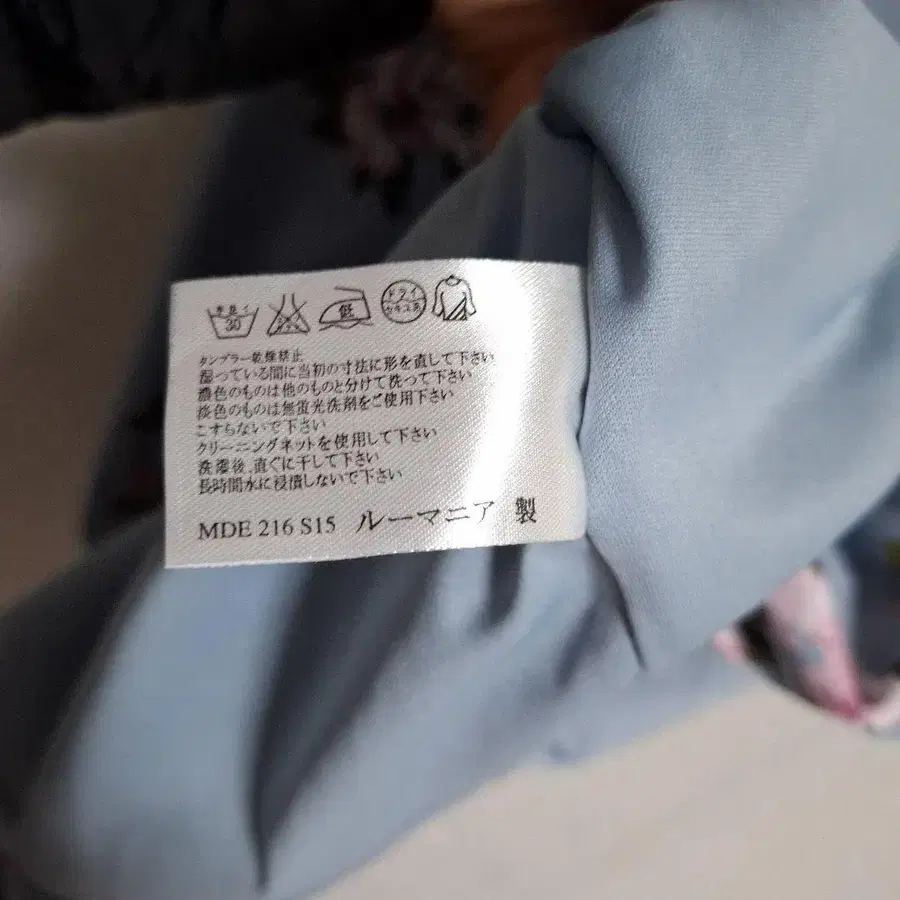 手洗イ 30 エンソサラシ 低 ドライ セキユ系
タンブラー乾燥禁止
湿っている間に当初の寸法に形を直して下さい
濃色のものは他のものと分けて洗って下さい
淡色のものは無蛍光洗剤をご使用下さい
こすらないで下さい
クリーニングネットを使用して下さい
洗濯後、直ぐに干して下さい
長時間水に浸漬しないで下さい
MDE 216 S15 ルーマニア 製